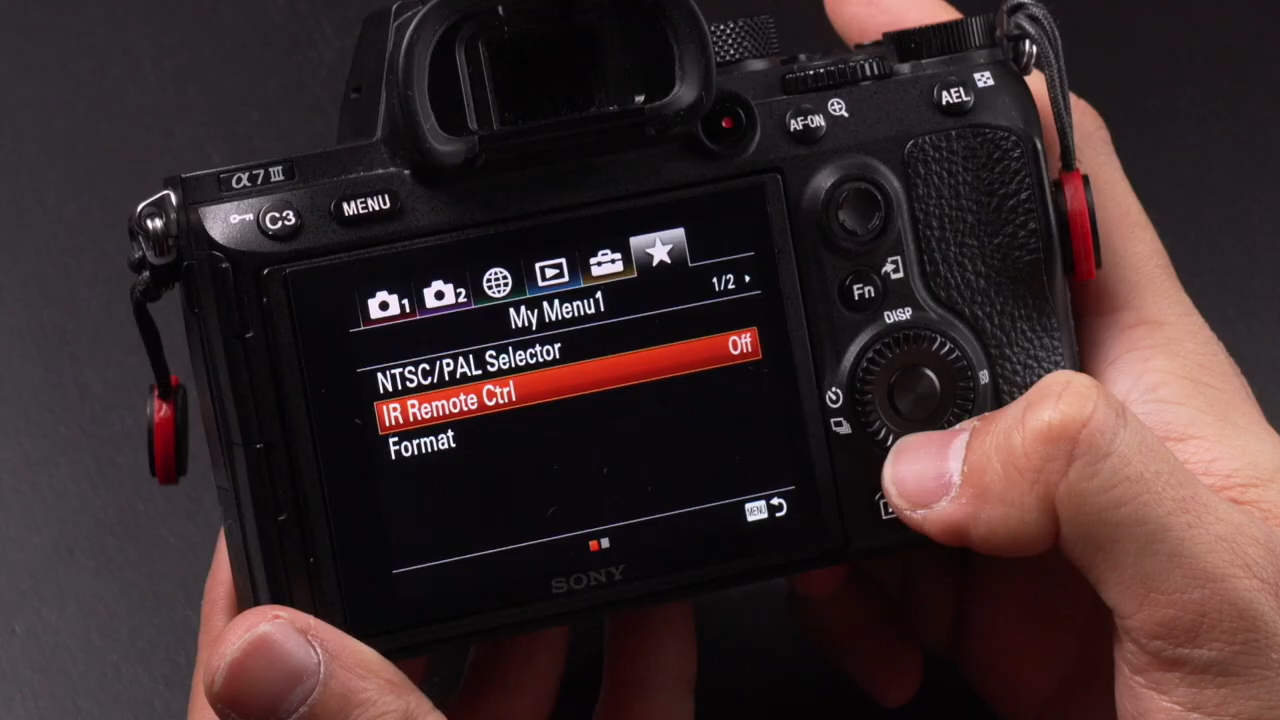 α7 III
C3
MENU
AF-ON
AEL
1
2
My Menu1
1/2
NTSC/PAL Selector
IR Remote Ctrl
Off
Format
MENU
Fn
DISP
ISO
SONY